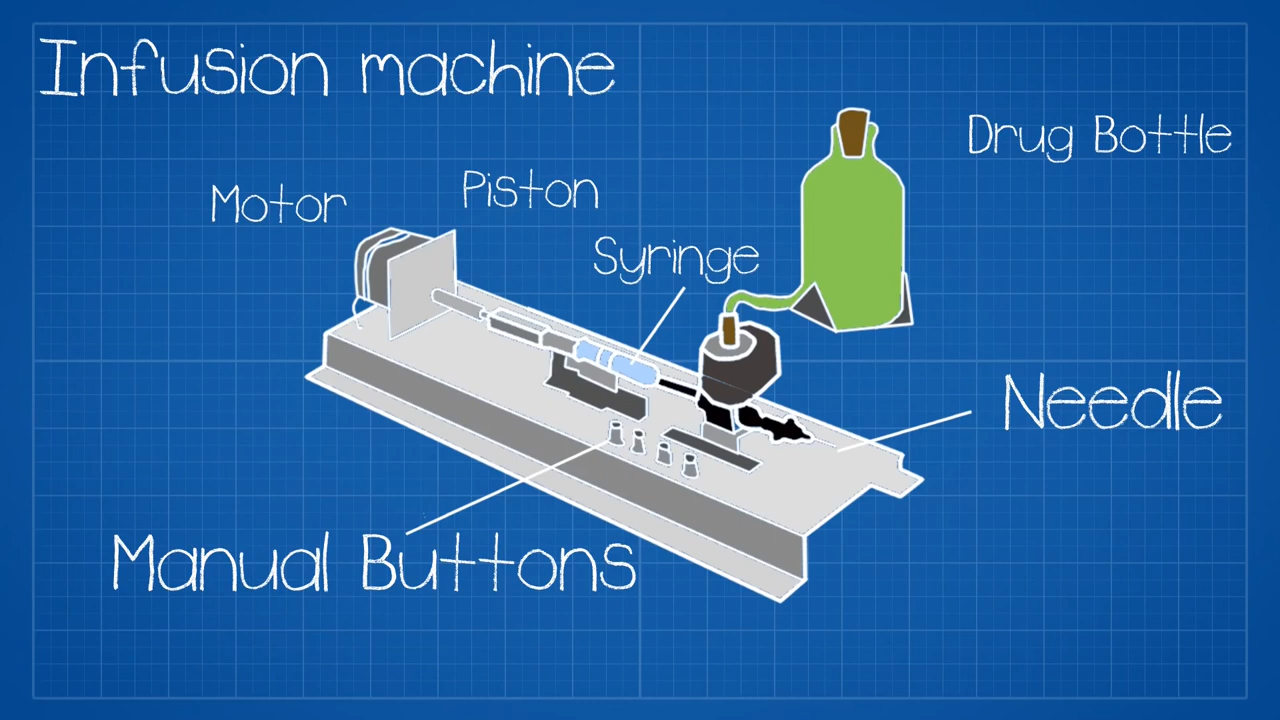 Infusion machine
Drug Bottle
Piston
Motor
Syringe
Needle
Manual Buttons